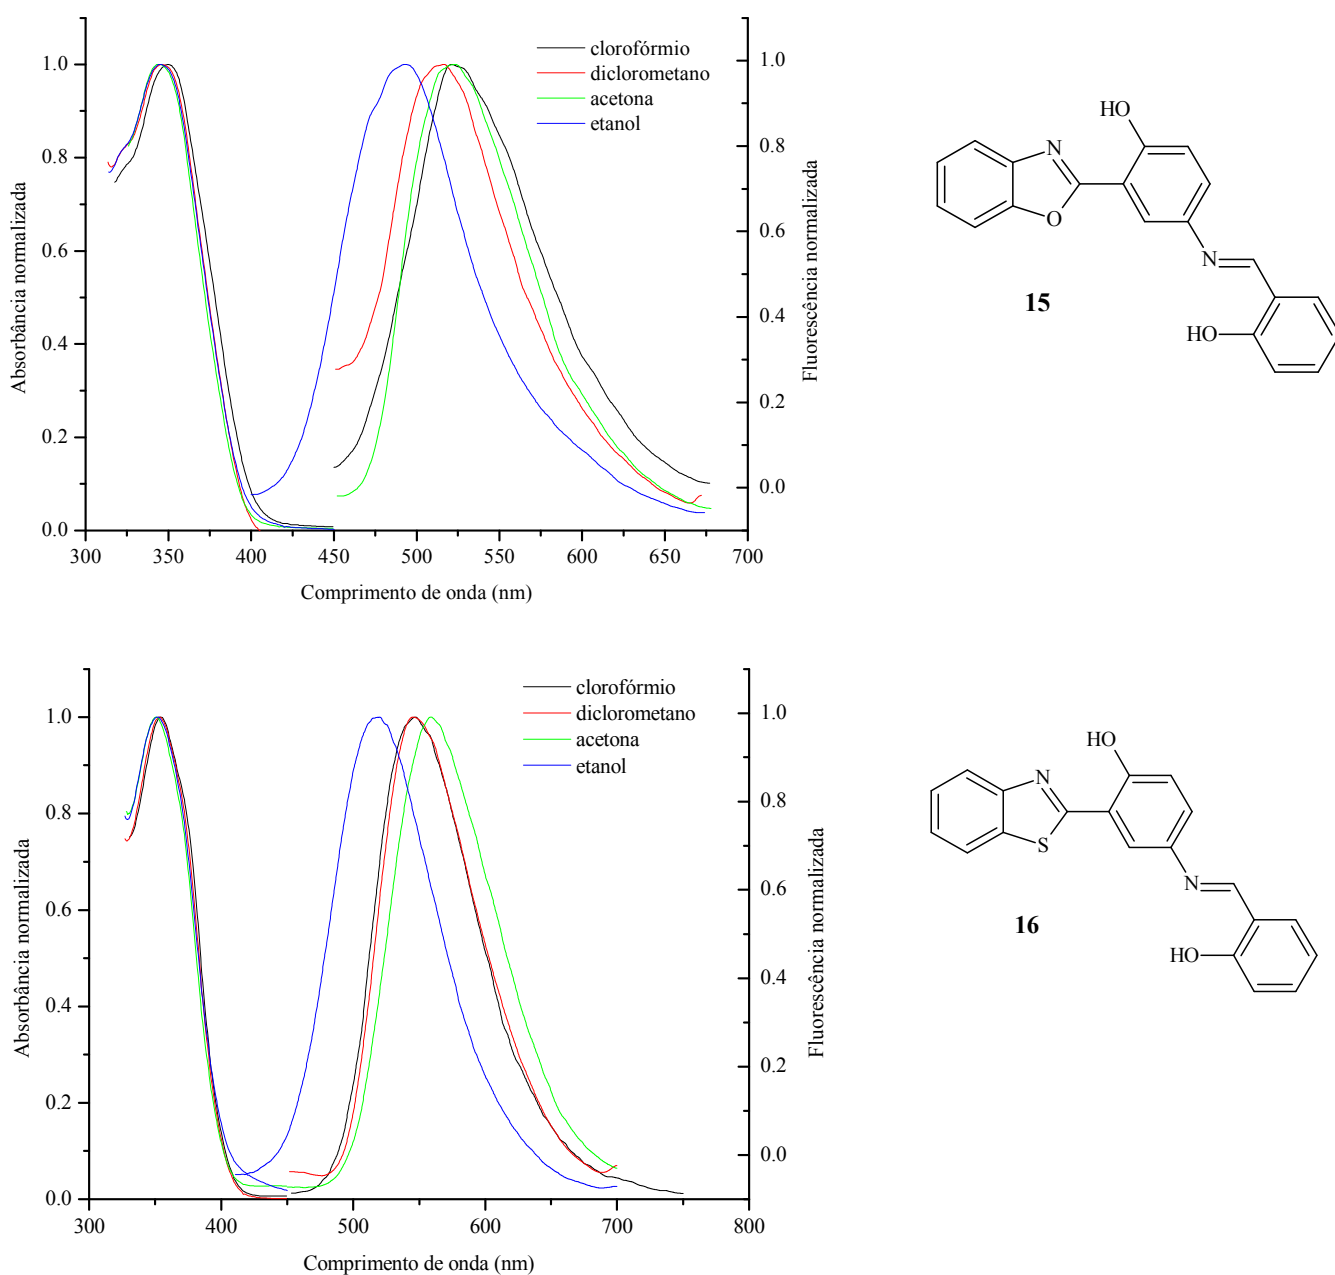 clorofórmio
diclorometano
acetona
etanol
1.0
0.8
0.6
0.4
0.2
0.0
Absorbância normalizada
1.0
0.8
0.6
0.4
0.2
0.0
Fluorescência normalizada
300 350 400 450 500 550 600 650 700
Comprimento de onda (nm)
HO
N
O
N
HO
15
clorofórmio
diclorometano
acetona
etanol
1.0
0.8
0.6
0.4
0.2
0.0
Absorbância normalizada
1.0
0.8
0.6
0.4
0.2
0.0
Fluorescência normalizada
300 400 500 600 700 800
Comprimento de onda (nm)
HO
N
S
N
HO
16